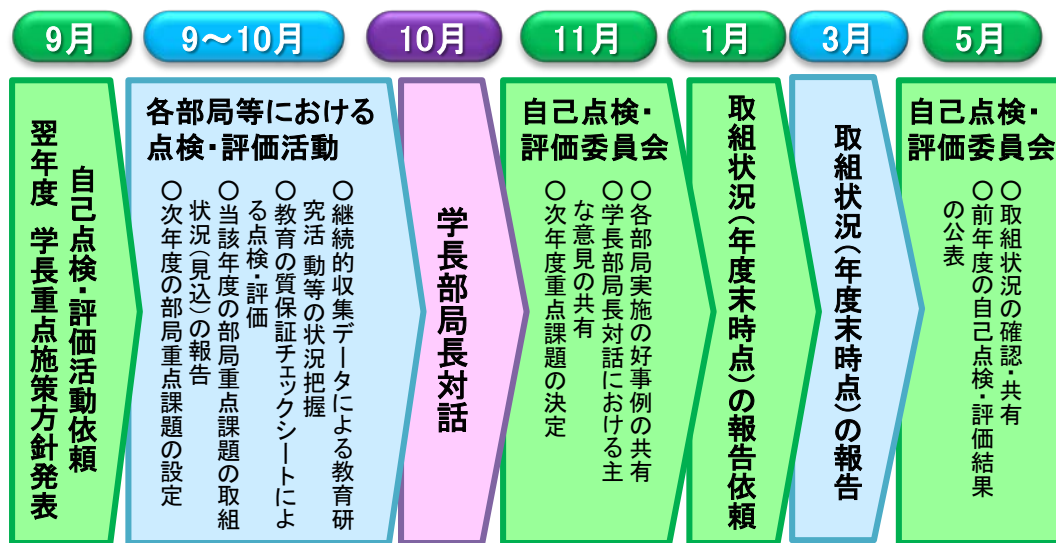 9月
9～10月
10月
11月
1月
3月
5月
自己点検・評価活動依頼
翌年度 学長重点施策方針発表
各部局等における
点検・評価活動
○継続的収集データによる教育研
究活 動等の状況把握
○教育の質保証チェックシートによ
る点検・評価
○当該年度の部局重点課題の取組
状況（見込）の報告
○次年度の部局重点課題の設定
学長部局長対話
自己点検・
評価委員会
○各部局実施の好事例の共有
○学長部局長対話における主
な意見の共有
○次年度重点課題の決定
取組状況（年度末時点）の報告依頼
取組状況（年度末時点）の報告
自己点検・
評価委員会
○取組状況の確認・共有
○前年度の自己点検・評価結果
の公表